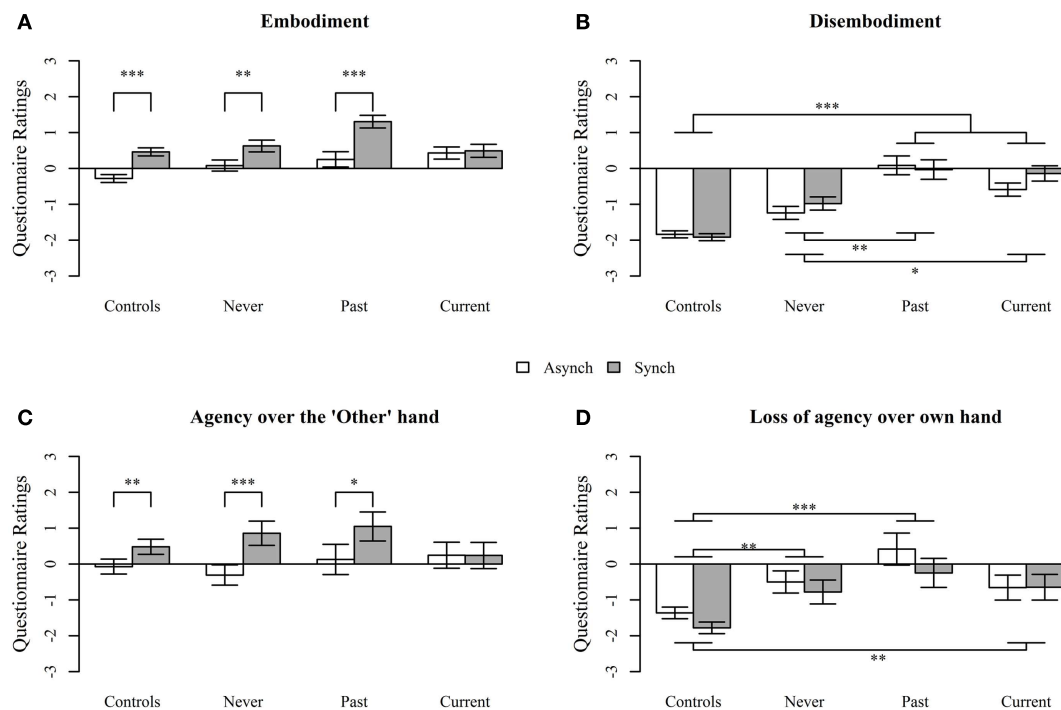 A
Embodiment
Questionnaire Ratings
3
2
1
0
-1
-2
-3
***
**
***
Controls
Never
Past
Current
B
Disembodiment
Questionnaire Ratings
3
2
1
0
-1
-2
-3
***
**
*
Controls
Never
Past
Current
Asynch
Synch
C
Agency over the 'Other' hand
Questionnaire Ratings
3
2
1
0
-1
-2
-3
**
***
*
Controls
Never
Past
Current
D
Loss of agency over own hand
Questionnaire Ratings
3
2
1
0
-1
-2
-3
***
**
**
Controls
Never
Past
Current